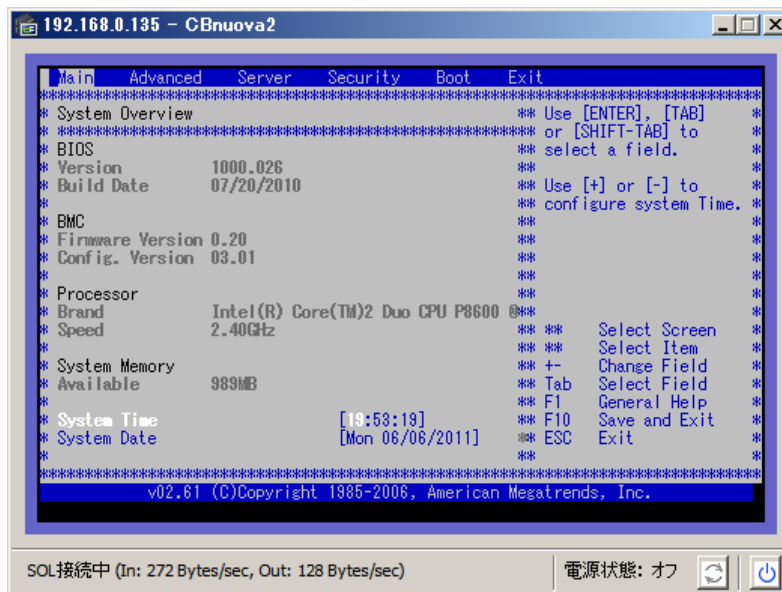 192.168.0.135 - CBnuova2
Main Advanced Server Security Boot Exit
System Overview
BIOS
Version 1000.026
Build Date 07/20/2010
BMC
Firmware Version 0.20
Config. Version 03.01
Processor
Brand Intel(R) Core(TM)2 Duo CPU P8600 @
Speed 2.40GHz
System Memory
Available 989MB
System Time [19:53:19]
System Date [Mon 06/06/2011]
Use [ENTER], [TAB]
or [SHIFT-TAB] to
select a field.
Use [+] or [-] to
configure system Time.
** Select Screen
** Select Item
+- Change Field
Tab Select Field
F1 General Help
F10 Save and Exit
ESC Exit
v02.61 (C)Copyright 1985-2006, American Megatrends, Inc.
SOL接続中 (In: 272 Bytes/sec, Out: 128 Bytes/sec)
電源状態: オフ